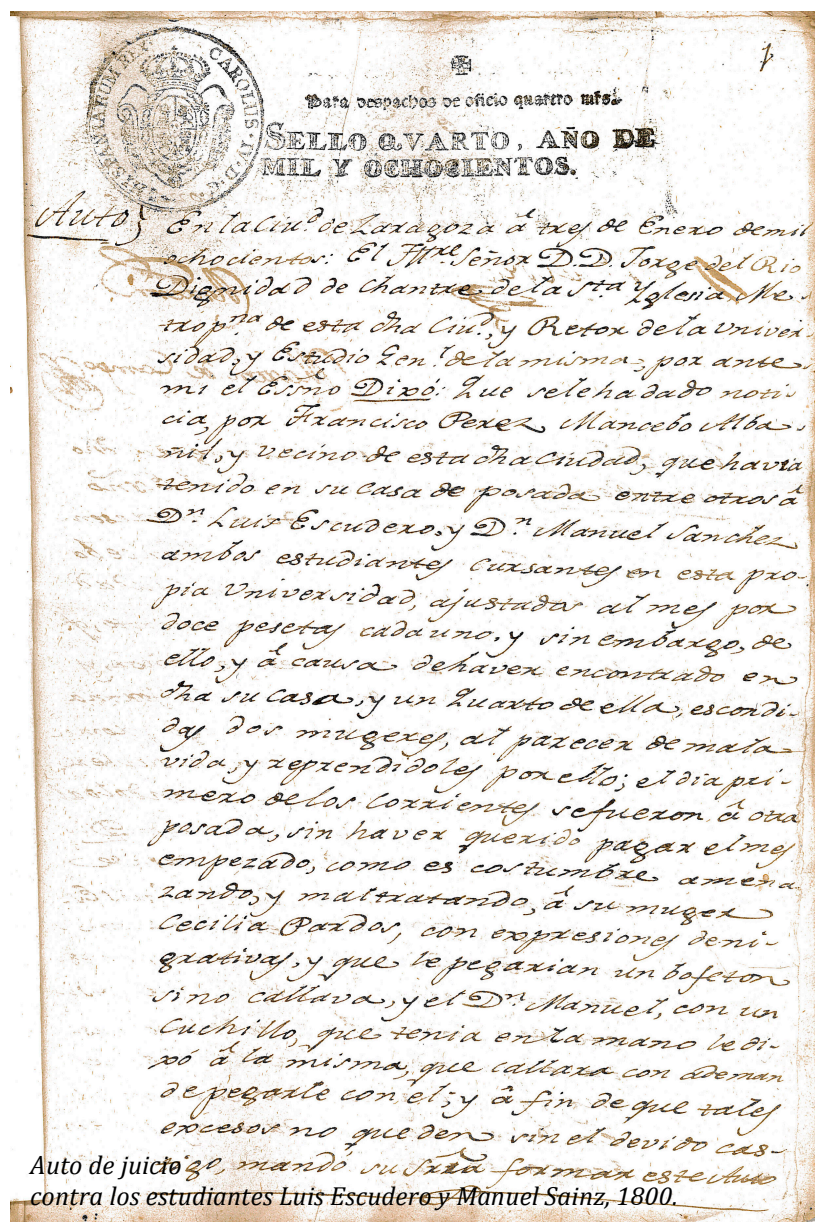 1
HISPANIARUM REX CAROLUS IV D G
Para despachos de oficio quatro mrs.
SELLO QVARTO, AÑO DE
MIL Y OCHOCIENTOS.
Auto
En la Ciud. de Zaragoza â tres de Enero de mil
ochocientos: El Yllre. Señor D.D. Jorge del Rio
Dignidad de Chantre de la Sta. Yglesia Me-
tropna. de esta dha Ciud., y Retor de la Univer-
sidad, y Estudio Gen.l de la misma, por ante
mi el Essno Dixó: Que se le ha dado noti-
cia, por Francisco Perez Mancebo Alba-
ñil, y vecino de esta dha Ciudad, que havia
tenido en su casa de posada entre otros â
Dn. Luis Escudero, y Dn. Manuel Sanchez
ambos estudiantes cursantes en esta pro-
pia Universidad, ajustados al mes por
doce pesetas cada uno, y sin embargo, de
ello, y â causa de haver encontrado en
dha su casa, y un Quarto de ella, escondi-
das dos mugeres, al parecer de mala
vida, y reprendidoles por ello; el dia pri-
mero de los corrientes se fueron â otra
posada, sin haver querido pagar el mes
empezado, como es costumbre amena-
zando, y maltratando, â su muger
Cecilia Pardos, con expresiones deni-
grativas, y que le pegarian un bofeton
sino callava, y el Dn. Manuel, con un
Cuchillo, que tenia en la mano le di-
xó â la misma, que callara con ademan
de pegarle con él; y â fin de que tales
excesos no queden sin el devido cas-
tigo, mandó su Sria formar este Auto
Auto de juicio
contra los estudiantes Luis Escudero y Manuel Sainz, 1800.